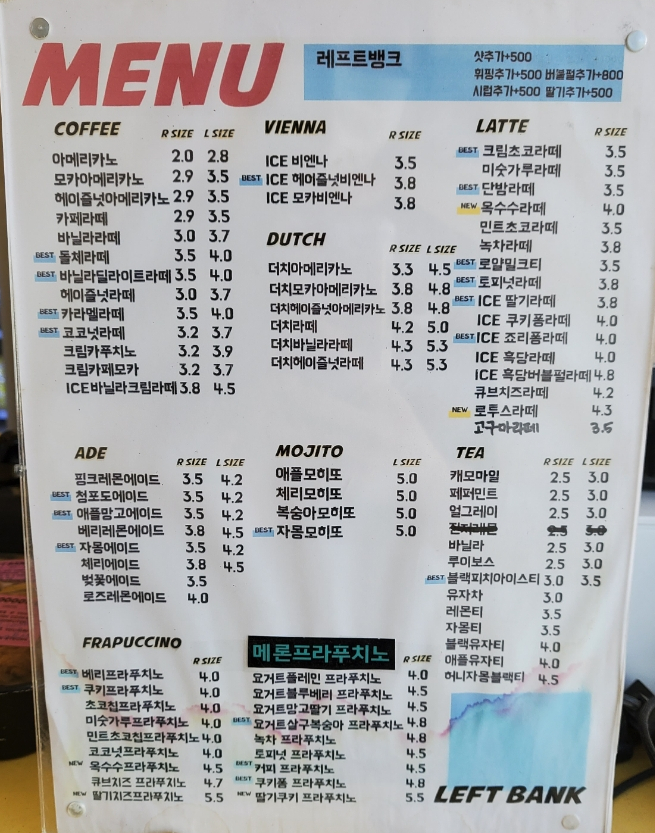 MENU
레프트뱅크
샷추가+500
휘핑추가+500 버블펄추가+800
시럽추가+500 딸기추가+500
COFFEE R SIZE L SIZE
아메리카노 2.0 2.8
모카아메리카노 2.9 3.5
헤이즐넛아메리카노 2.9 3.5
카페라떼 2.9 3.5
바닐라라떼 3.0 3.7
BEST 돌체라떼 3.5 4.0
BEST 바닐라딜라이트라떼 3.5 4.0
헤이즐넛라떼 3.0 3.7
BEST 카라멜라떼 3.5 4.0
BEST 코코넛라떼 3.2 3.7
크림카푸치노 3.2 3.9
크림카페모카 3.2 3.7
ICE바닐라크림라떼 3.8 4.5
VIENNA R SIZE
ICE 비엔나 3.5
BEST ICE 헤이즐넛비엔나 3.8
ICE 모카비엔나 3.8
DUTCH R SIZE L SIZE
더치아메리카노 3.3 4.5
더치모카아메리카노 3.8 4.8
더치헤이즐넛아메리카노 3.8 4.8
더치라떼 4.2 5.0
더치바닐라라떼 4.3 5.3
더치헤이즐넛라떼 4.3 5.3
LATTE R SIZE
BEST 크림초코라떼 3.5
미숫가루라떼 3.5
BEST 단밤라떼 3.5
NEW 옥수수라떼 4.0
민트초코라떼 3.5
녹차라떼 3.8
BEST 로얄밀크티 3.5
BEST 토피넛라떼 3.8
BEST ICE 딸기라떼 3.8
ICE 쿠키퐁라떼 4.0
BEST ICE 죠리퐁라떼 4.0
ICE 흑당라떼 4.0
ICE 흑당버블펄라떼 4.8
큐브치즈라떼 4.2
NEW 로투스라떼 4.3
고구마라떼 3.5
ADE R SIZE L SIZE
핑크레몬에이드 3.5 4.2
BEST 청포도에이드 3.5 4.2
BEST 애플망고에이드 3.5 4.2
베리레몬에이드 3.8 4.5
BEST 자몽에이드 3.5 4.2
체리에이드 3.8 4.5
벚꽃에이드 3.5
로즈레몬에이드 4.0
MOJITO L SIZE
애플모히또 5.0
체리모히또 5.0
복숭아모히또 5.0
BEST 자몽모히또 5.0
TEA R SIZE L SIZE
캐모마일 2.5 3.0
페퍼민트 2.5 3.0
얼그레이 2.5 3.0
진저레몬 2.5 3.0
바닐라 2.5 3.0
루이보스 2.5 3.0
BEST 블랙피치아이스티 3.0 3.5
유자차 3.0
레몬티 3.5
자몽티 3.5
블랙유자티 4.0
애플유자티 4.0
허니자몽블랙티 4.5
FRAPUCCINO R SIZE
BEST 베리프라푸치노 4.0
BEST 쿠키프라푸치노 4.0
초코칩프라푸치노 4.0
미숫가루프라푸치노 4.0
민트초코칩프라푸치노 4.0
코코넛프라푸치노 4.0
NEW 옥수수프라푸치노 4.5
큐브치즈 프라푸치노 4.7
NEW 딸기치즈프라푸치노 5.5
메론프라푸치노 R SIZE
요거트플레인 프라푸치노 4.0
요거트블루베리 프라푸치노 4.5
요거트망고딸기 프라푸치노 4.5
BEST 요거트살구복숭아 프라푸치노 4.8
녹차 프라푸치노 4.8
토피넛 프라푸치노 4.5
BEST 커피 프라푸치노 4.5
BEST 쿠키퐁 프라푸치노 4.8
NEW 딸기쿠키 프라푸치노 5.5
LEFT BANK